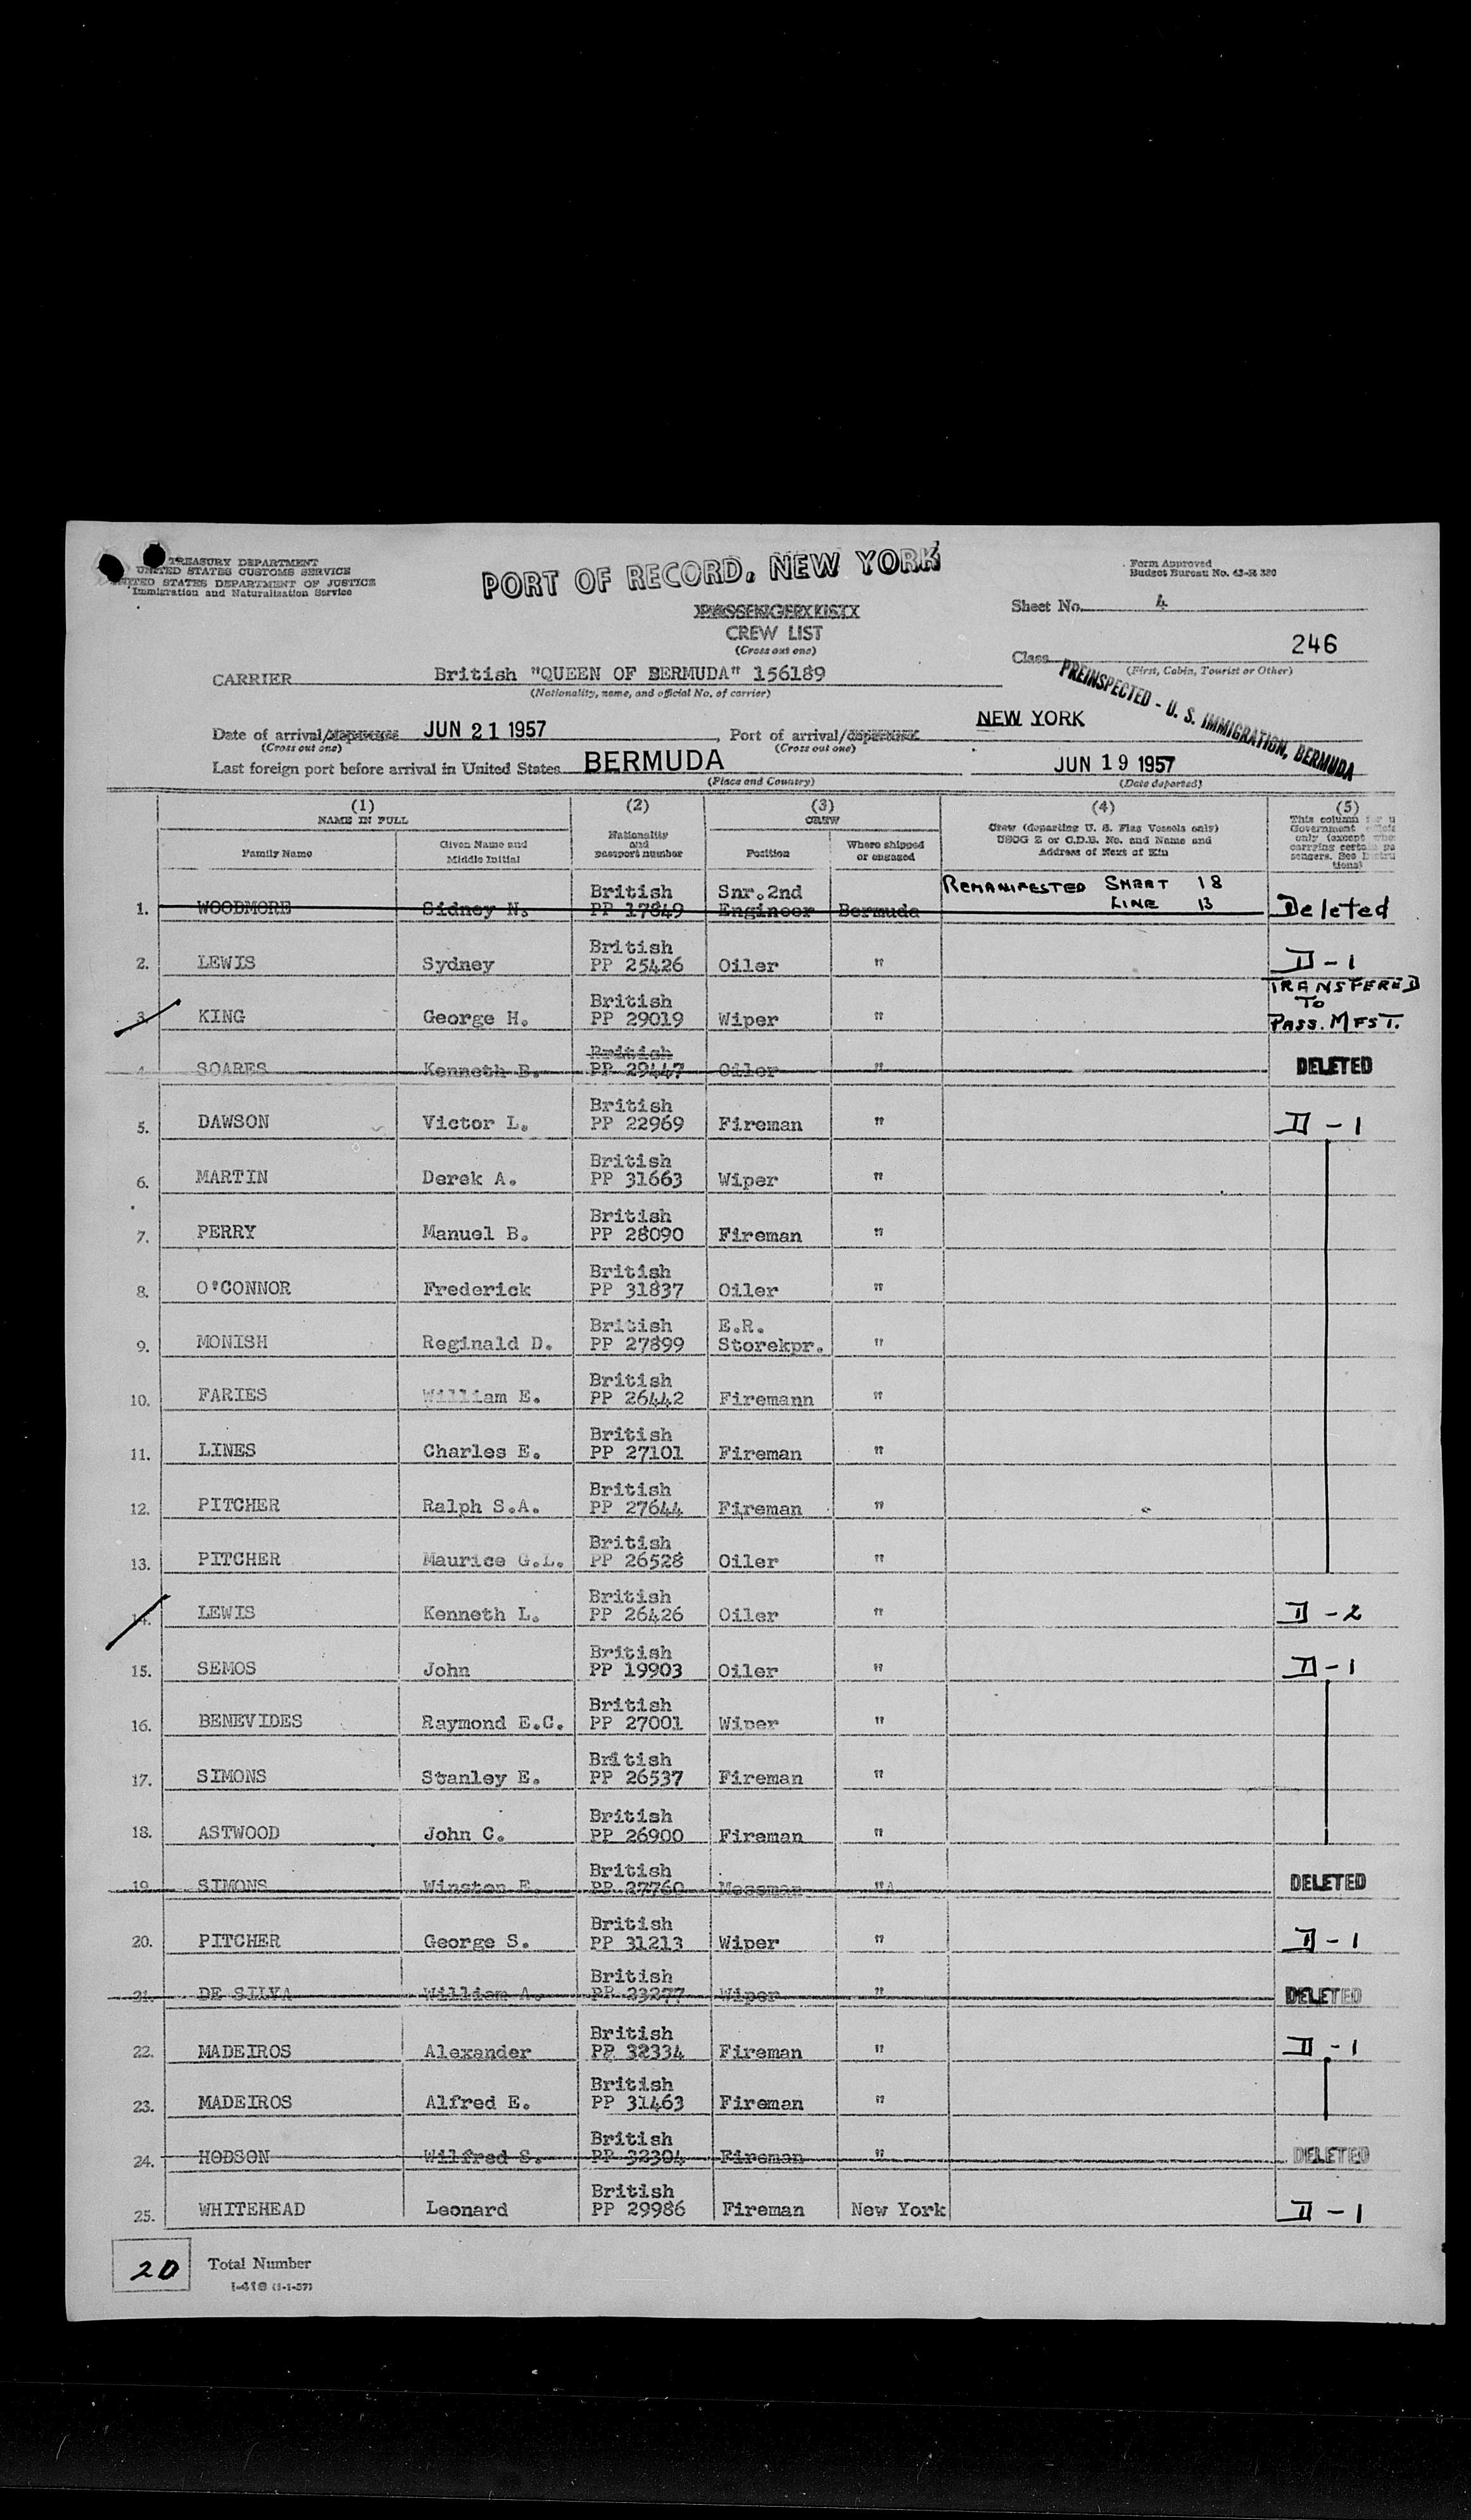 TREASURY DEPARTMENT
UNITED STATES CUSTOMS SERVICE
UNITED STATES DEPARTMENT OF JUSTICE
Immigration and Naturalization Service
PORT OF RECORD, NEW YORK
Form Approved
Budget Bureau No. 43-R 380
Sheet No. 4
PASSENGER LIST
CREW LIST
(Cross out one)
246
Class
(First, Cabin, Tourist or Other)
PREINSPECTED - U. S. IMMIGRATION, BERMUDA
CARRIER British "QUEEN OF BERMUDA" 156189
(Nationality, name, and official No. of carrier)
Date of arrival/departure JUN 21 1957, Port of arrival/departure NEW YORK
(Cross out one) (Cross out one)
Last foreign port before arrival in United States BERMUDA JUN 19 1957
(Place and Country) (Date departed)
(1) (2) (3) (4) (5)
NAME IN FULL
Family Name
Given Name and Middle Initial
Nationality and passport number
CREW
Position
Where shipped or engaged
Crew (departing U. S. Flag Vessels only)
USCG Z or C.D.B. No. and Name and
Address of Next of Kin
This column
Government
only (except
carrying certain
sengers. See
tions)
1. WOODMORE Sidney N. British PP 17849 Snr. 2nd Engineer Bermuda REMANIFESTED SHEET 18 LINE 13 Deleted
2. LEWIS Sydney British PP 25426 Oiler " II - 1
3. KING George H. British PP 29019 Wiper " TRANSFERED TO PASS. MFST.
4. SOARES Kenneth B. British PP 29447 Oiler " DELETED
5. DAWSON Victor L. British PP 22969 Fireman " II - 1
6. MARTIN Derek A. British PP 31663 Wiper "
7. PERRY Manuel B. British PP 28090 Fireman "
8. O'CONNOR Frederick British PP 31837 Oiler "
9. MONISH Reginald D. British PP 27899 E.R. Storekpr. "
10. FARIES William E. British PP 26442 Firemann "
11. LINES Charles E. British PP 27101 Fireman "
12. PITCHER Ralph S.A. British PP 27644 Fireman "
13. PITCHER Maurice G.L. British PP 26528 Oiler "
14. LEWIS Kenneth L. British PP 26426 Oiler " II - 2
15. SEMOS John British PP 19903 Oiler " II - 1
16. BENEVIDES Raymond E.C. British PP 27001 Wiper "
17. SIMONS Stanley E. British PP 26537 Fireman "
18. ASTWOOD John C. British PP 26900 Fireman "
19. SIMONS Winston E. British PP 27760 Messman " DELETED
20. PITCHER George S. British PP 31213 Wiper " II - 1
21. DE SILVA William A. British PP 23277 Wiper " DELETED
22. MADEIROS Alexander British PP 32334 Fireman " II - 1
23. MADEIROS Alfred E. British PP 31463 Fireman "
24. HODSON Wilfred S. British PP 32304 Fireman " DELETED
25. WHITEHEAD Leonard British PP 29986 Fireman New York II - 1
20 Total Number
I-418 (1-1-57)